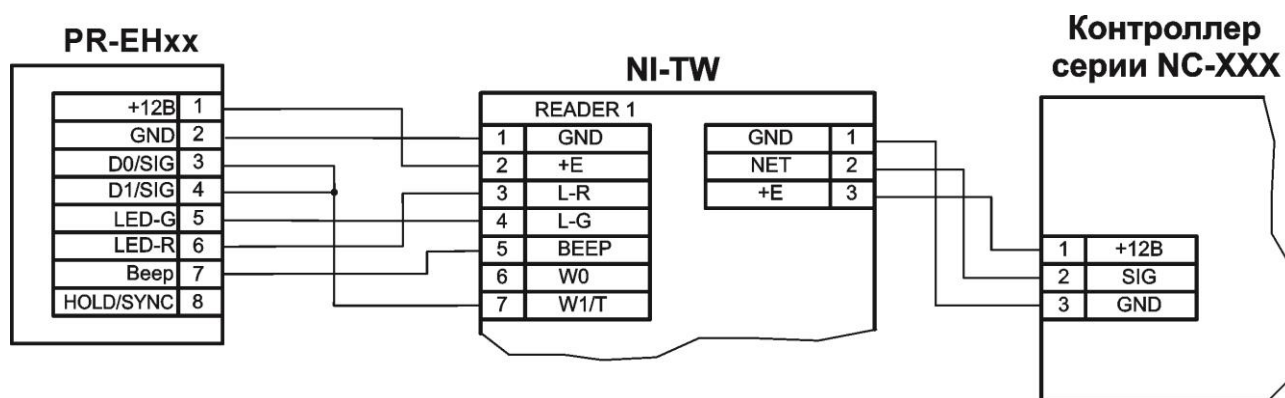 PR-EHxx
+12В 1
GND 2
D0/SIG 3
D1/SIG 4
LED-G 5
LED-R 6
Beep 7
HOLD/SYNC 8
NI-TW
READER 1
1 GND
2 +E
3 L-R
4 L-G
5 BEEP
6 W0
7 W1/T
GND 1
NET 2
+E 3
Контроллер
серии NC-XXX
1 +12В
2 SIG
3 GND